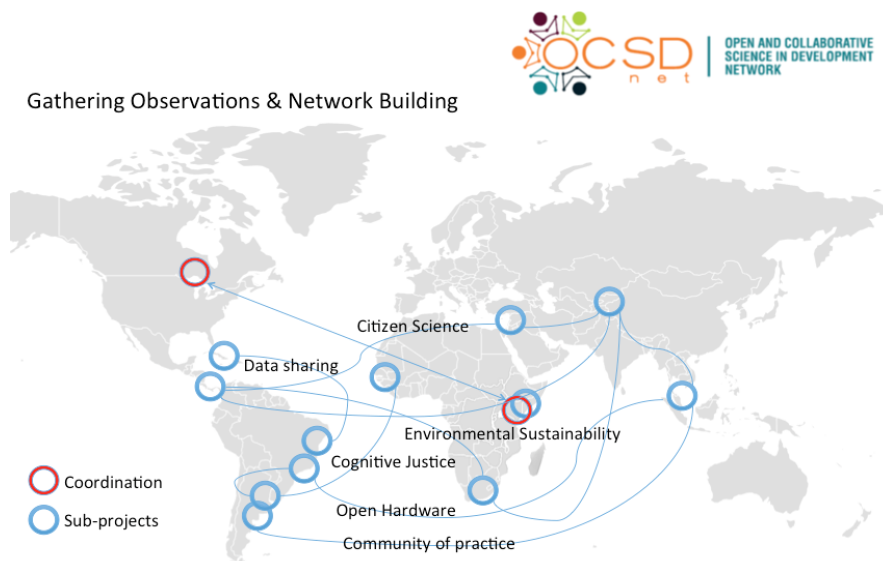 OCSD
net
OPEN AND COLLABORATIVE
SCIENCE IN DEVELOPMENT
NETWORK
Gathering Observations & Network Building
Citizen Science
Data sharing
Environmental Sustainability
Cognitive Justice
Coordination
Open Hardware
Sub-projects
Community of practice